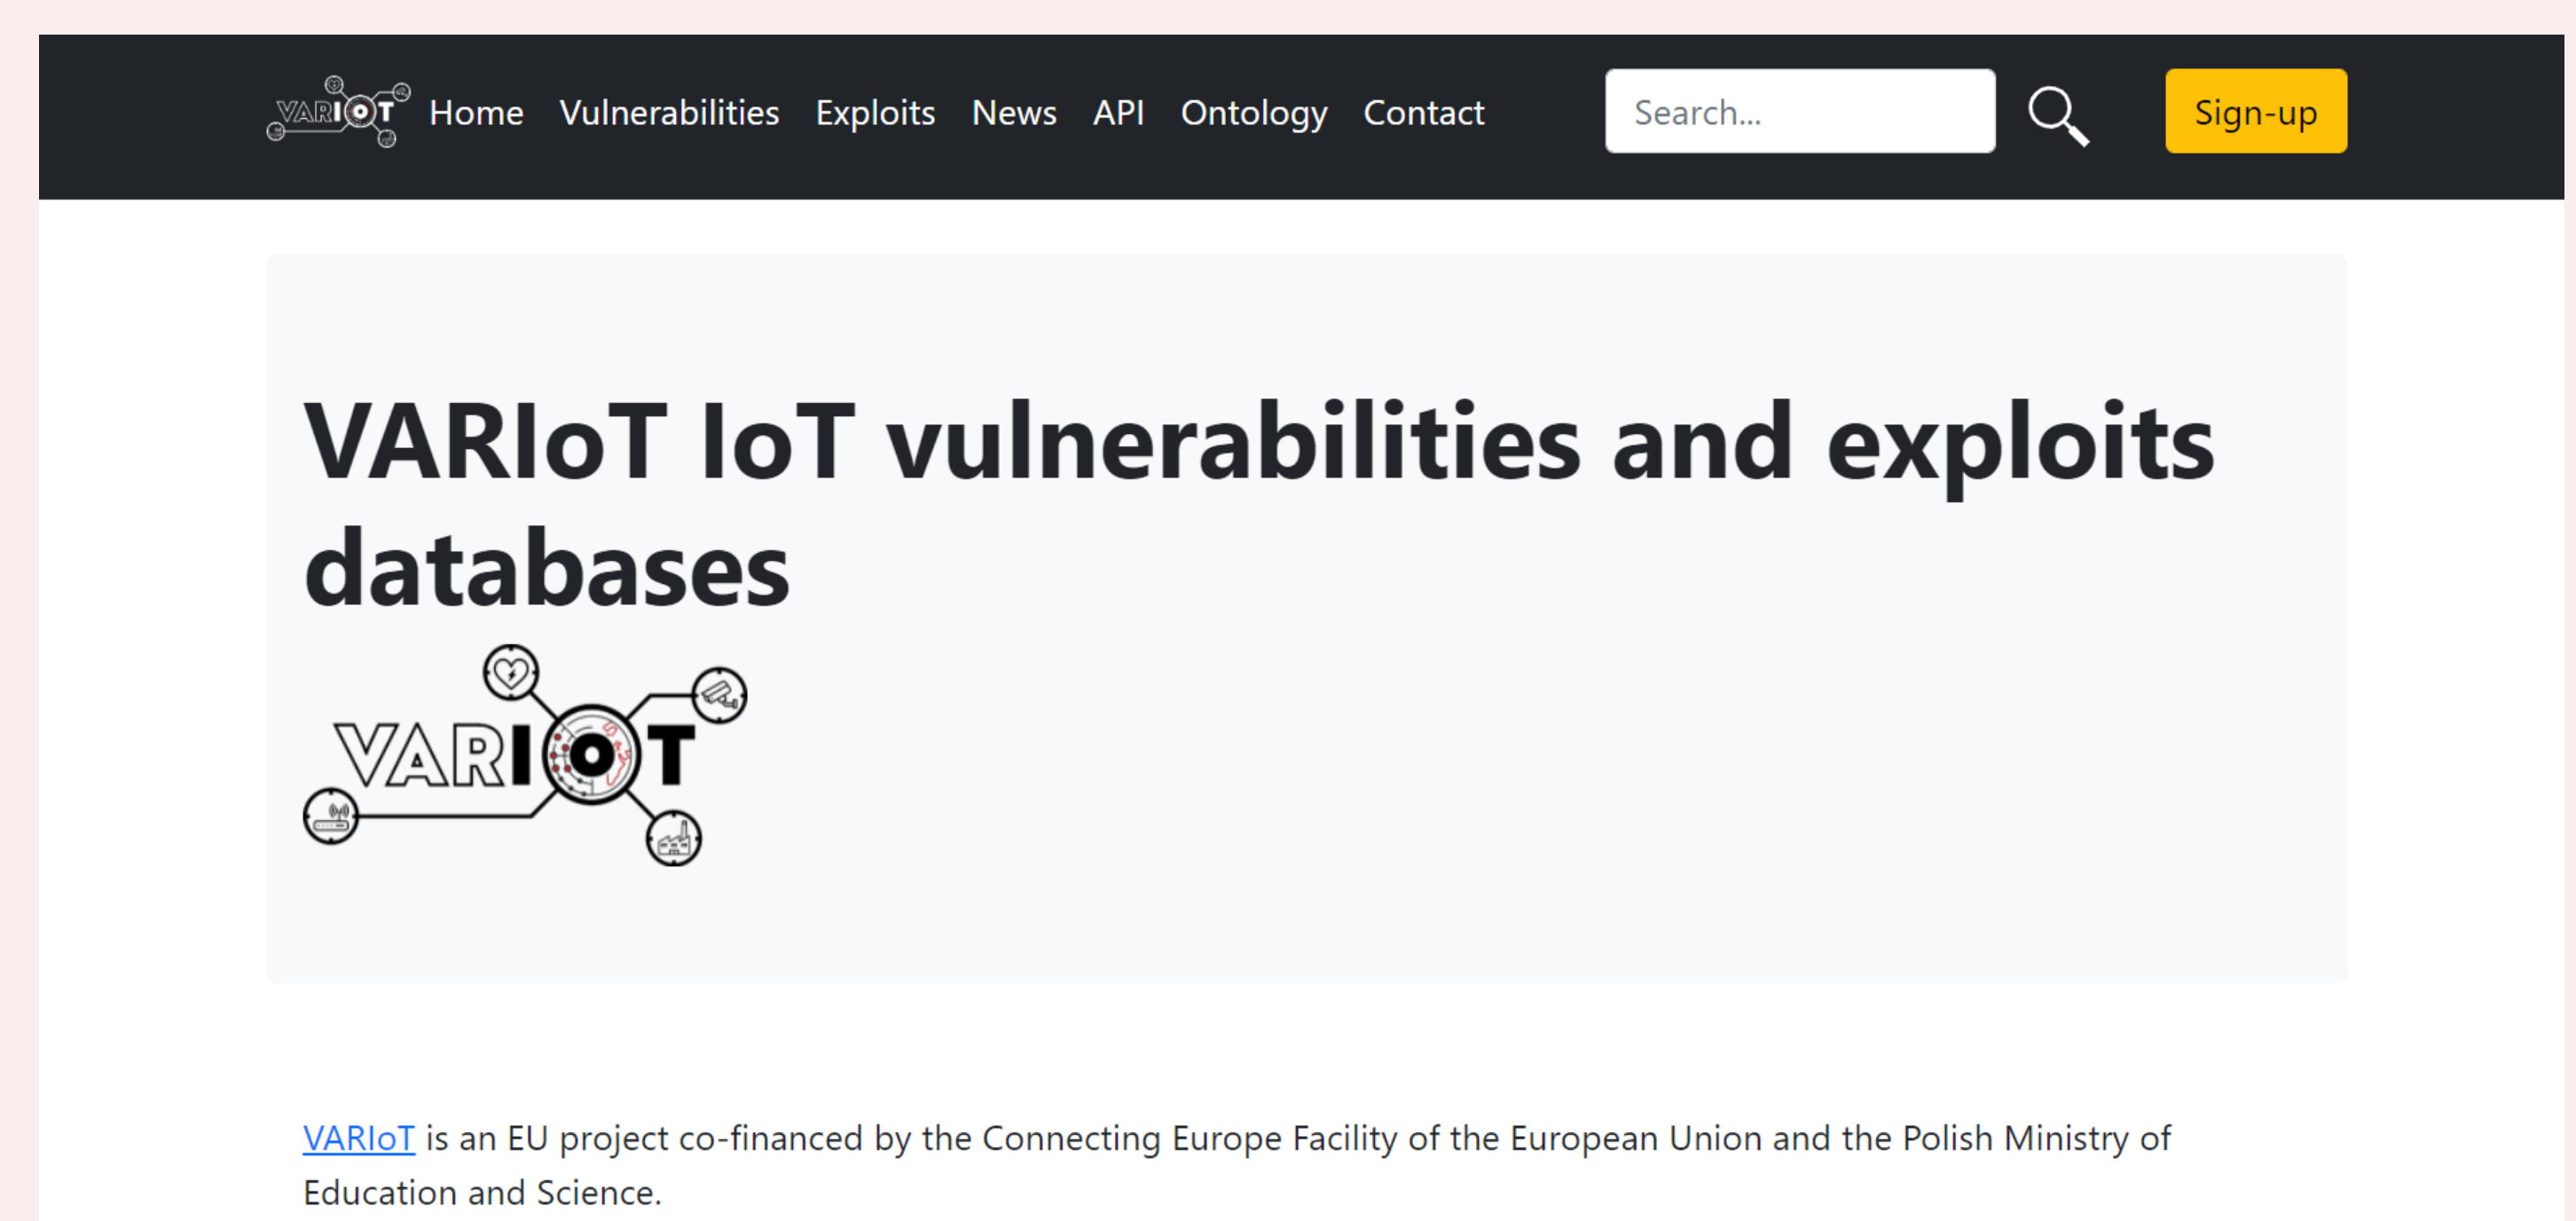 VARIOT Home Vulnerabilities Exploits News API Ontology Contact Search... Sign-up
VARIoT IoT vulnerabilities and exploits
databases
VARIOT
VARIoT is an EU project co-financed by the Connecting Europe Facility of the European Union and the Polish Ministry of
Education and Science.